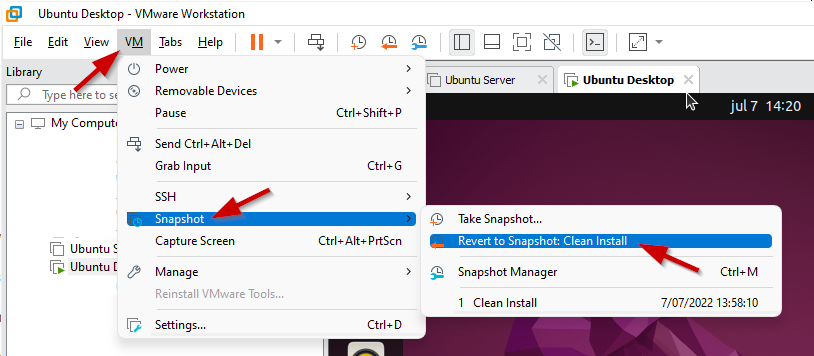 Ubuntu Desktop - VMware Workstation
File Edit View VM Tabs Help
Library
Type here to se
My Compute
Ubuntu S
Ubuntu D
Power
Removable Devices
Pause Ctrl+Shift+P
Send Ctrl+Alt+Del
Grab Input Ctrl+G
SSH
Snapshot
Capture Screen Ctrl+Alt+PrtScn
Manage
Reinstall VMware Tools...
Settings... Ctrl+D
Ubuntu Server
Ubuntu Desktop
jul 7 14:20
Take Snapshot...
Revert to Snapshot: Clean Install
Snapshot Manager Ctrl+M
1 Clean Install 7/07/2022 13:58:10